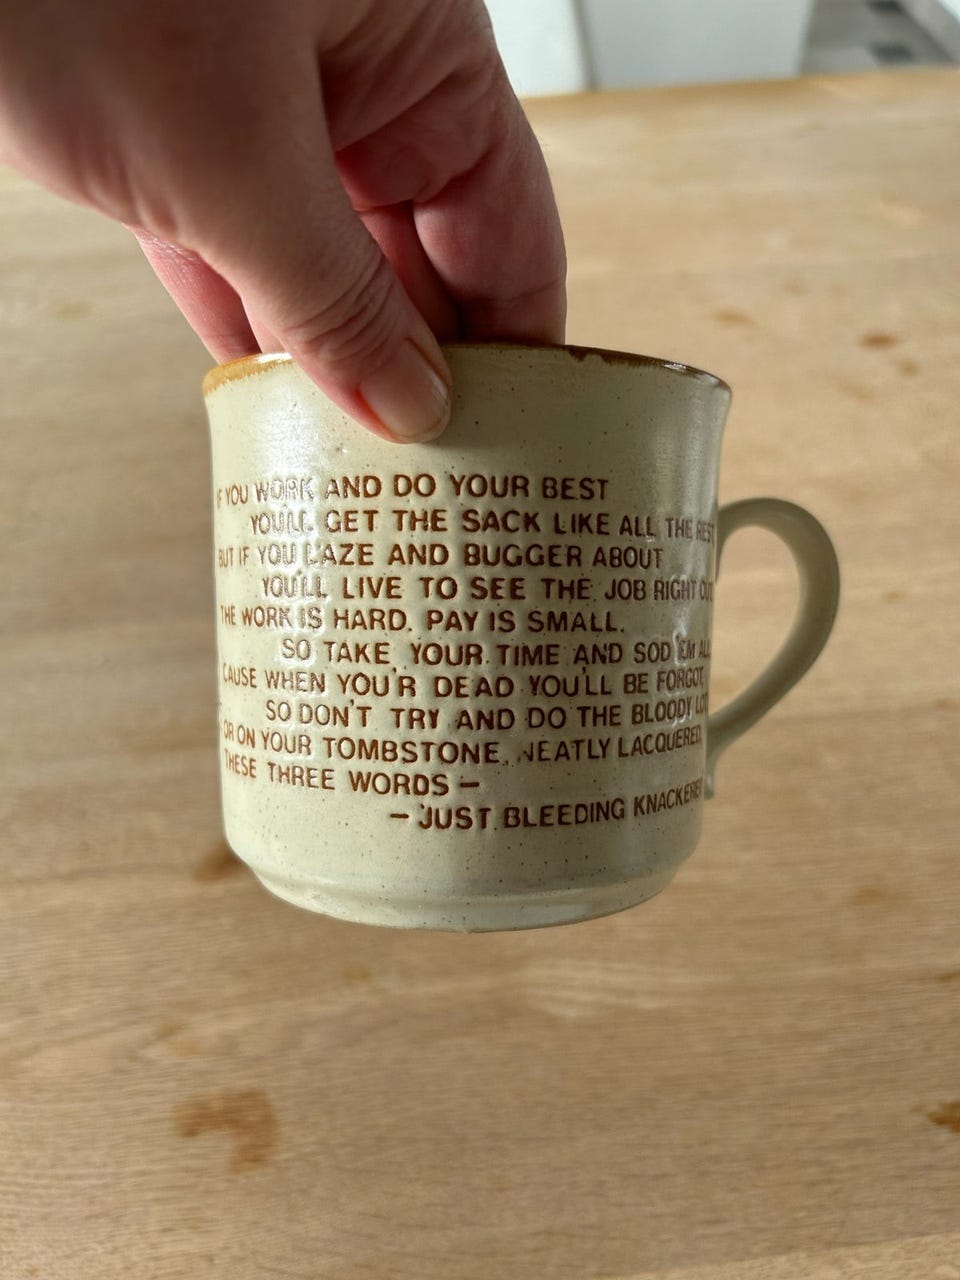 IF YOU WORK AND DO YOUR BEST
YOU'LL GET THE SACK LIKE ALL THE REST
BUT IF YOU LAZE AND BUGGER ABOUT
YOU'LL LIVE TO SEE THE JOB RIGHT OUT
THE WORK IS HARD. PAY IS SMALL.
SO TAKE YOUR TIME AND SOD 'EM ALL
CAUSE WHEN YOU'R DEAD YOU'LL BE FORGOT
SO DON'T TRY AND DO THE BLOODY LOT
OR ON YOUR TOMBSTONE, NEATLY LACQUERED,
THESE THREE WORDS –
– JUST BLEEDING KNACKERED